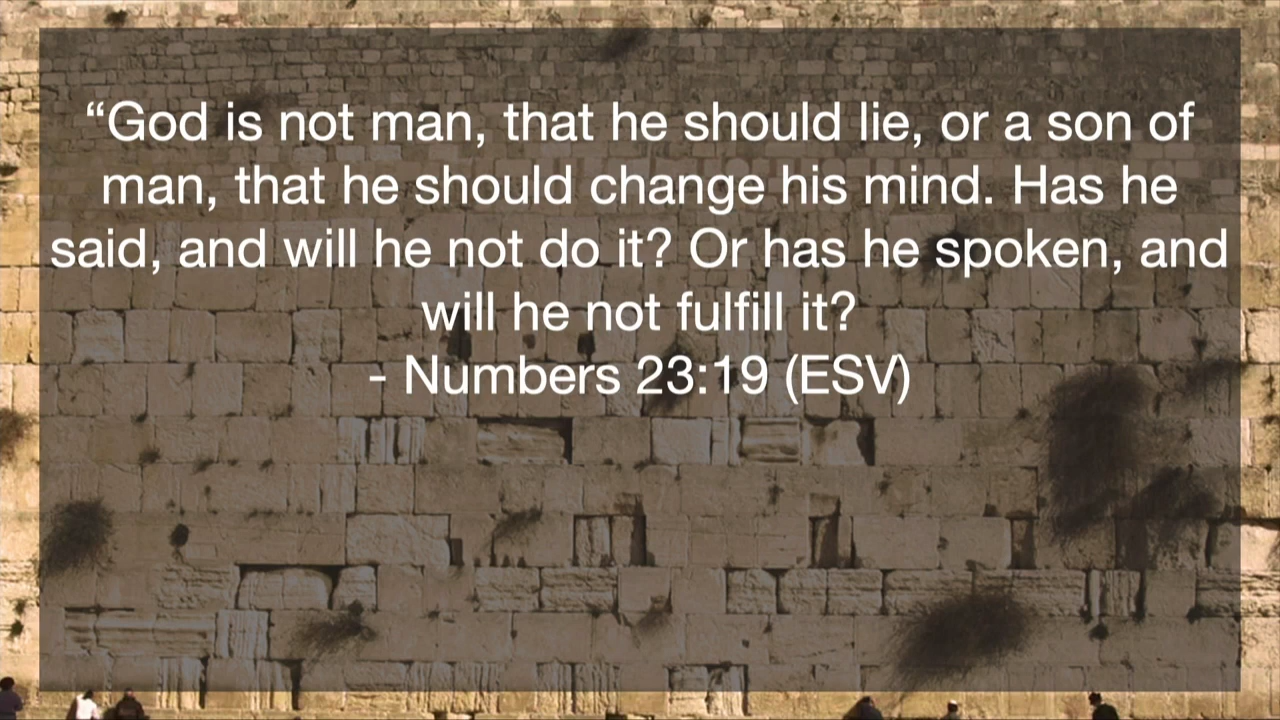 “God is not man, that he should lie, or a son of
man, that he should change his mind. Has he
said, and will he not do it? Or has he spoken, and
will he not fulfill it?
- Numbers 23:19 (ESV)